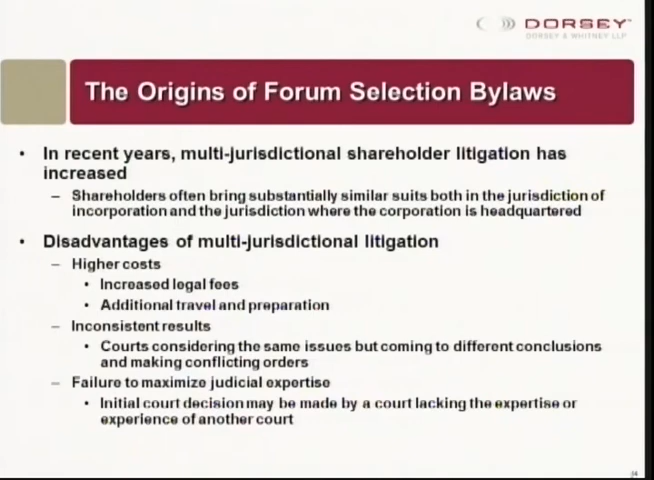 DORSEY
DORSEY & WHITNEY LLP
The Origins of Forum Selection Bylaws
• In recent years, multi-jurisdictional shareholder litigation has
increased
– Shareholders often bring substantially similar suits both in the jurisdiction of
incorporation and the jurisdiction where the corporation is headquartered
• Disadvantages of multi-jurisdictional litigation
– Higher costs
• Increased legal fees
• Additional travel and preparation
– Inconsistent results
• Courts considering the same issues but coming to different conclusions
and making conflicting orders
– Failure to maximize judicial expertise
• Initial court decision may be made by a court lacking the expertise or
experience of another court